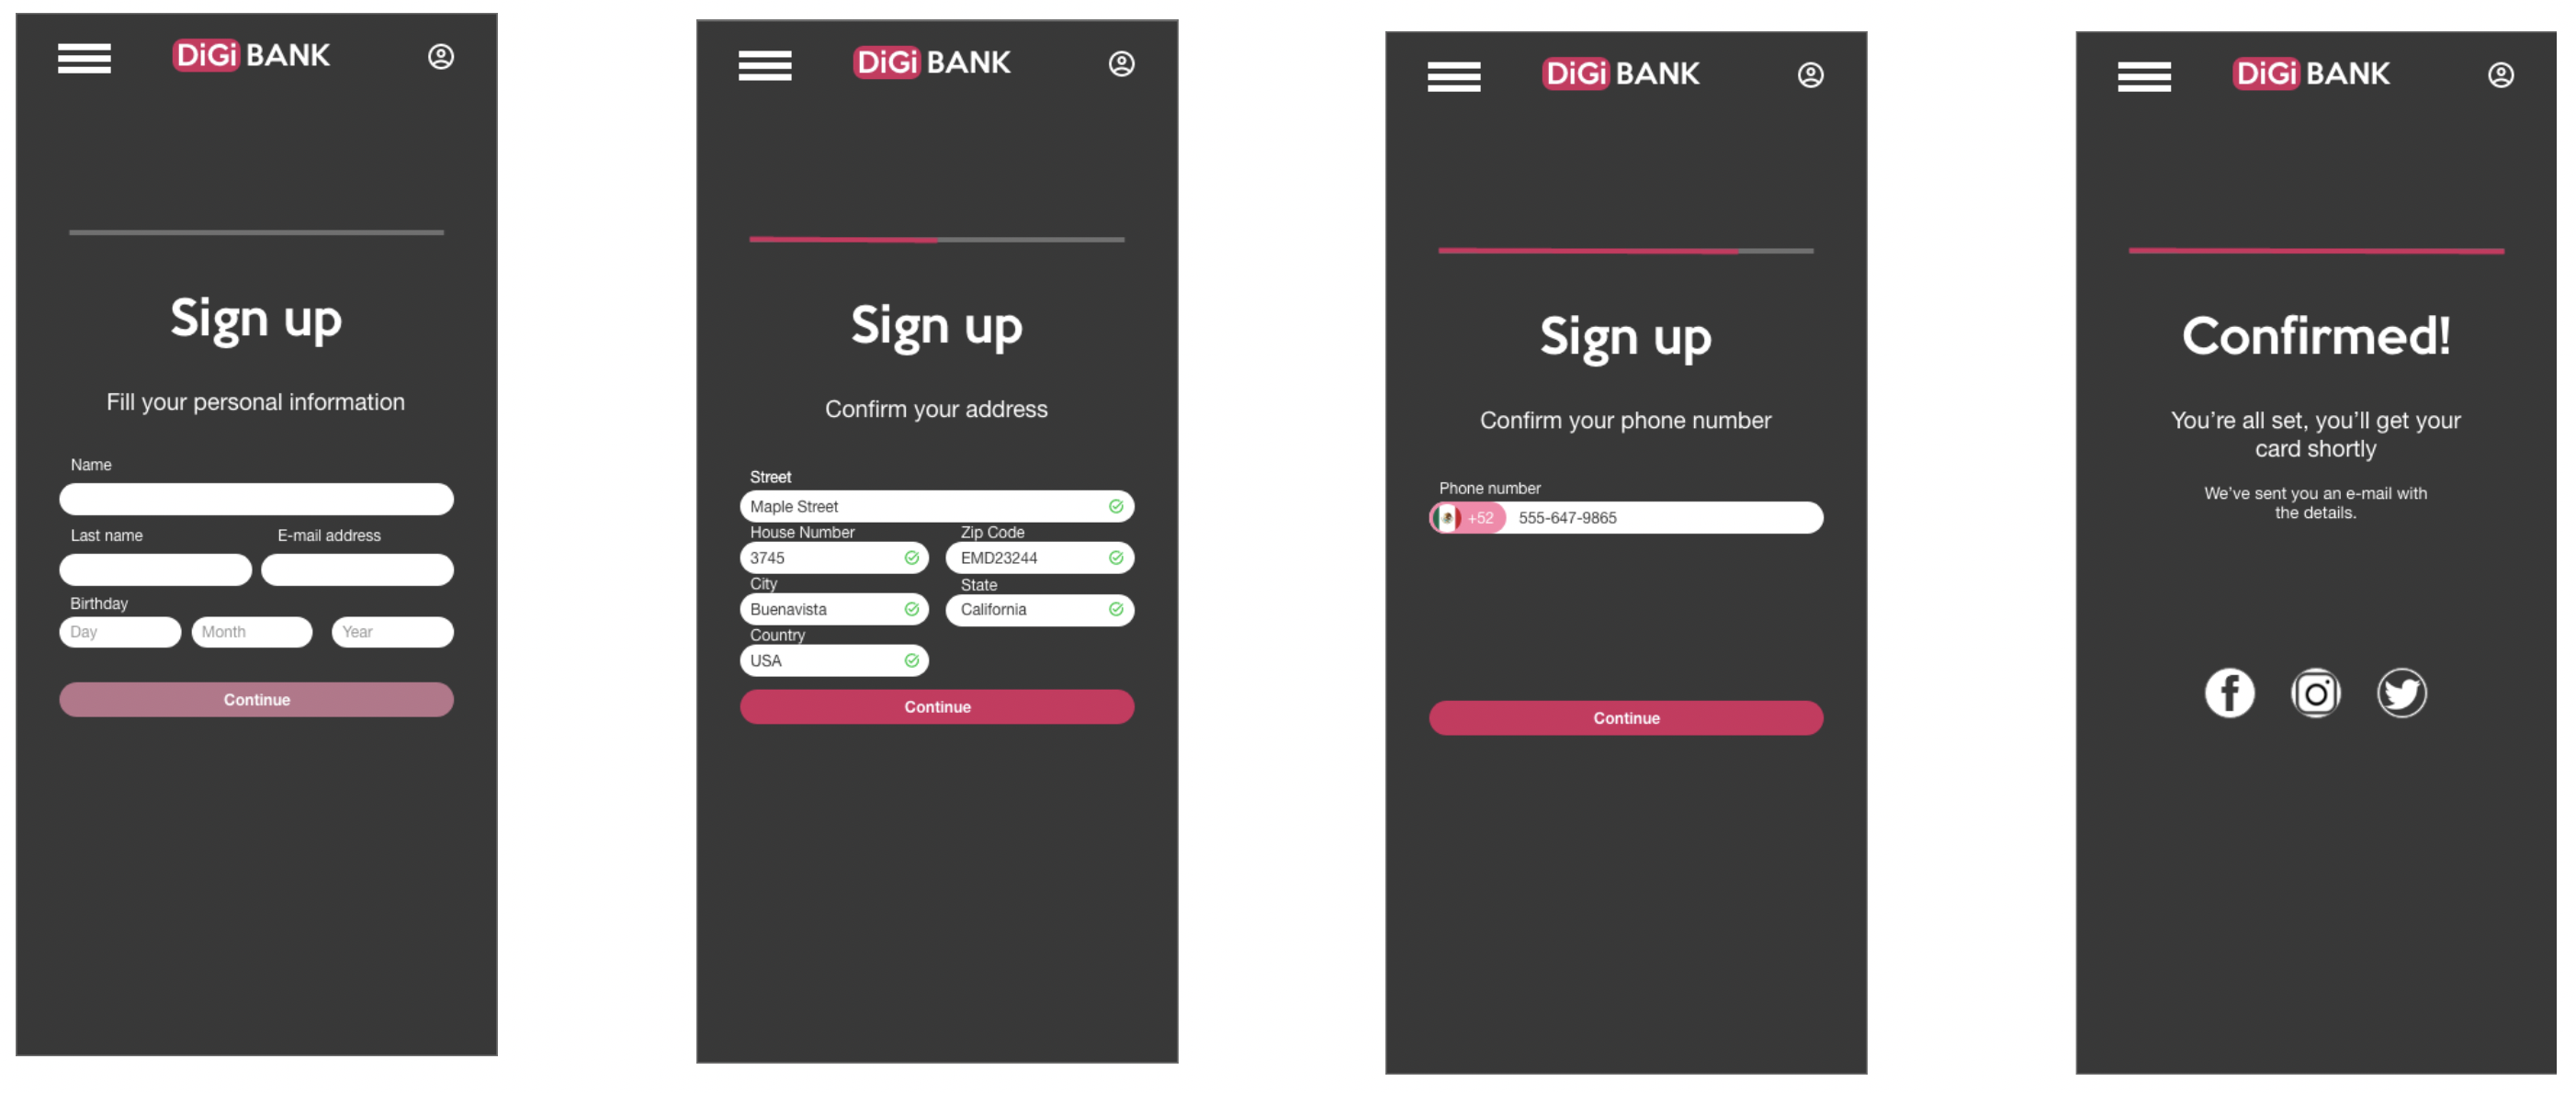 DiGi BANK
Sign up
Fill your personal information
Name
Last name E-mail address
Birthday
Day Month Year
Continue
DiGi BANK
Sign up
Confirm your address
Street
Maple Street
House Number Zip Code
3745 EMD23244
City State
Buenavista California
Country
USA
Continue
DiGi BANK
Sign up
Confirm your phone number
Phone number
+52 555-647-9865
Continue
DiGi BANK
Confirmed!
You’re all set, you’ll get your
card shortly
We’ve sent you an e-mail with
the details.